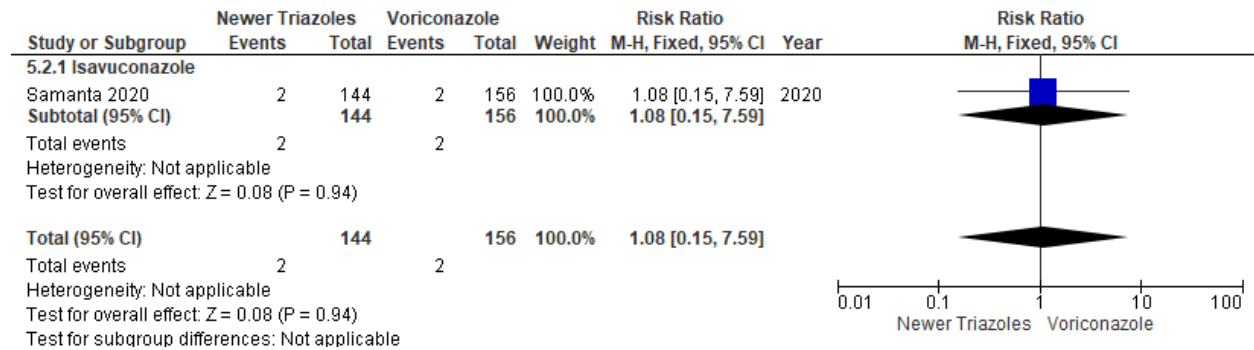 Newer Triazoles Voriconazole Risk Ratio Risk Ratio
Study or Subgroup Events Total Events Total Weight M-H, Fixed, 95% CI Year M-H, Fixed, 95% CI
5.2.1 Isavuconazole
Samanta 2020 2 144 2 156 100.0% 1.08 [0.15, 7.59] 2020
Subtotal (95% CI) 144 156 100.0% 1.08 [0.15, 7.59]
Total events 2 2
Heterogeneity: Not applicable
Test for overall effect: Z = 0.08 (P = 0.94)
Total (95% CI) 144 156 100.0% 1.08 [0.15, 7.59]
Total events 2 2
Heterogeneity: Not applicable
Test for overall effect: Z = 0.08 (P = 0.94)
Test for subgroup differences: Not applicable
0.01 0.1 1 10 100
Newer Triazoles Voriconazole